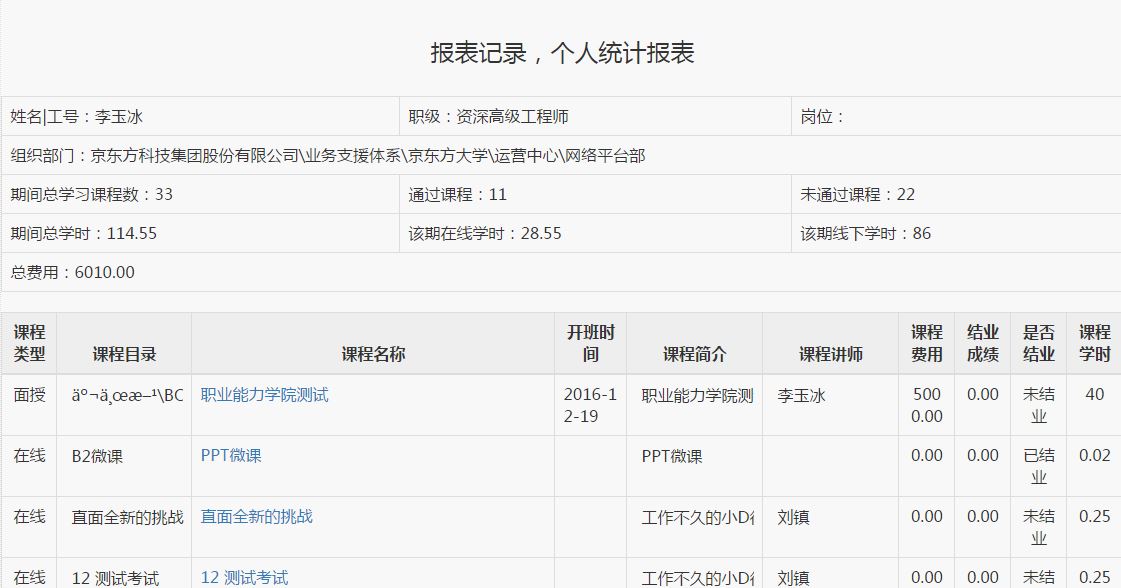 报表记录，个人统计报表
姓名|工号：李玉冰 职级：资深高级工程师 岗位：
组织部门：京东方科技集团股份有限公司\业务支援体系\京东方大学\运营中心\网络平台部
期间总学习课程数：33 通过课程：11 未通过课程：22
期间总学时：114.55 该期在线学时：28.55 该期线下学时：86
总费用：6010.00
课程类型 课程目录 课程名称 开班时间 课程简介 课程讲师 课程费用 结业成绩 是否结业 课程学时
面授 äº¬ä¸œæ–¹\BO 职业能力学院测试 2016-12-19 职业能力学院测 李玉冰 5000.00 0.00 未结业 40
在线 B2微课 PPT微课 PPT微课 0.00 0.00 已结业 0.02
在线 直面全新的挑战 直面全新的挑战 工作不久的小D 刘镇 0.00 0.00 未结业 0.25
在线 12 测试考试 12 测试考试 工作不久的小D 刘镇 0.00 0.00 未结 0.25